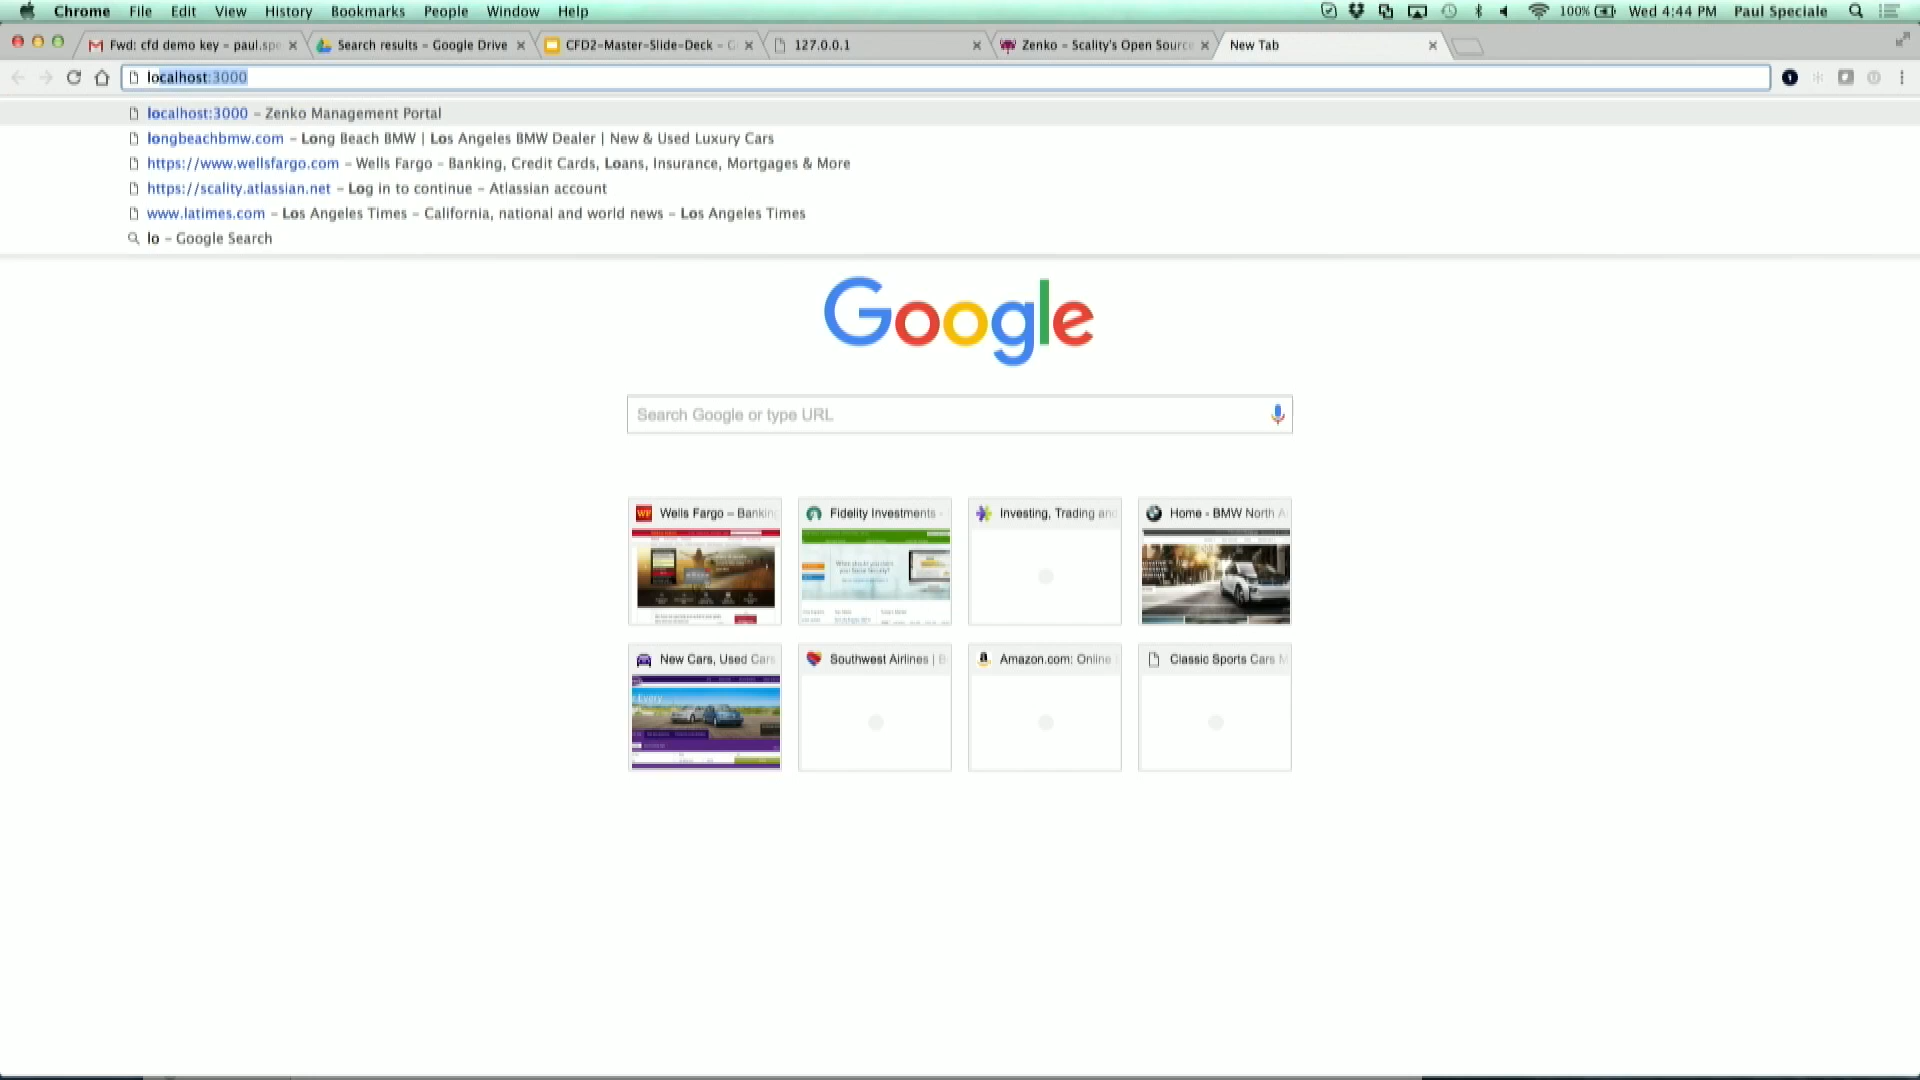 Chrome File Edit View History Bookmarks People Window Help 100% Wed 4:44 PM Paul Speciale
Fwd: cfd demo key - paul.spe Search results - Google Drive CFD2-Master-Slide-Deck - G 127.0.0.1 Zenko - Scality's Open Source New Tab
localhost:3000
localhost:3000 - Zenko Management Portal
longbeachbmw.com - Long Beach BMW | Los Angeles BMW Dealer | New & Used Luxury Cars
https://www.wellsfargo.com - Wells Fargo - Banking, Credit Cards, Loans, Insurance, Mortgages & More
https://scality.atlassian.net - Log in to continue - Atlassian account
www.latimes.com - Los Angeles Times - California, national and world news - Los Angeles Times
lo - Google Search
Google
Search Google or type URL
Wells Fargo - Banking Fidelity Investments - Investing, Trading and Home - BMW North A
New Cars, Used Cars Southwest Airlines | B Amazon.com: Online Classic Sports Cars M